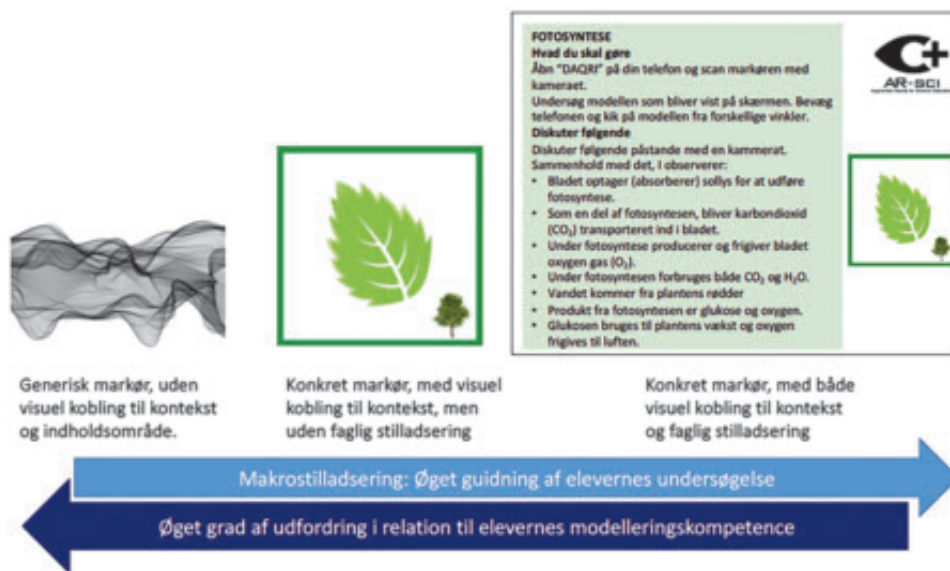 FOTOSYNTESE
Hvad du skal gøre
Åbn "DAQRI" på din telefon og scan markøren med
kameraet.
Undersøg modellen som bliver vist på skærmen. Bevæg
telefonen og kik på modellen fra forskellige vinkler.
Diskuter følgende
Diskuter følgende påstande med en kammerat.
Sammenhold med det, I observerer:
• Bladet optager (absorberer) sollys for at udføre
fotosyntese.
• Som en del af fotosyntesen, bliver karbondioxid
(CO₂) transporteret ind i bladet.
• Under fotosyntese producerer og frigiver bladet
oxygen gas (O₂).
• Under fotosyntesen forbruges både CO₂ og H₂O.
• Vandet kommer fra plantens rødder
• Produkt fra fotosyntesen er glukose og oxygen.
• Glukosen bruges til plantens vækst og oxygen
frigives til luften.
C+
AR-SCI
Generisk markør, uden
visuel kobling til kontekst
og indholdsområde.
Konkret markør, med visuel
kobling til kontekst, men
uden faglig stilladsering
Konkret markør, med både
visuel kobling til kontekst
og faglig stilladsering
Makrostilladsering: Øget guidning af elevernes undersøgelse
Øget grad af udfordring i relation til elevernes modelleringskompetence